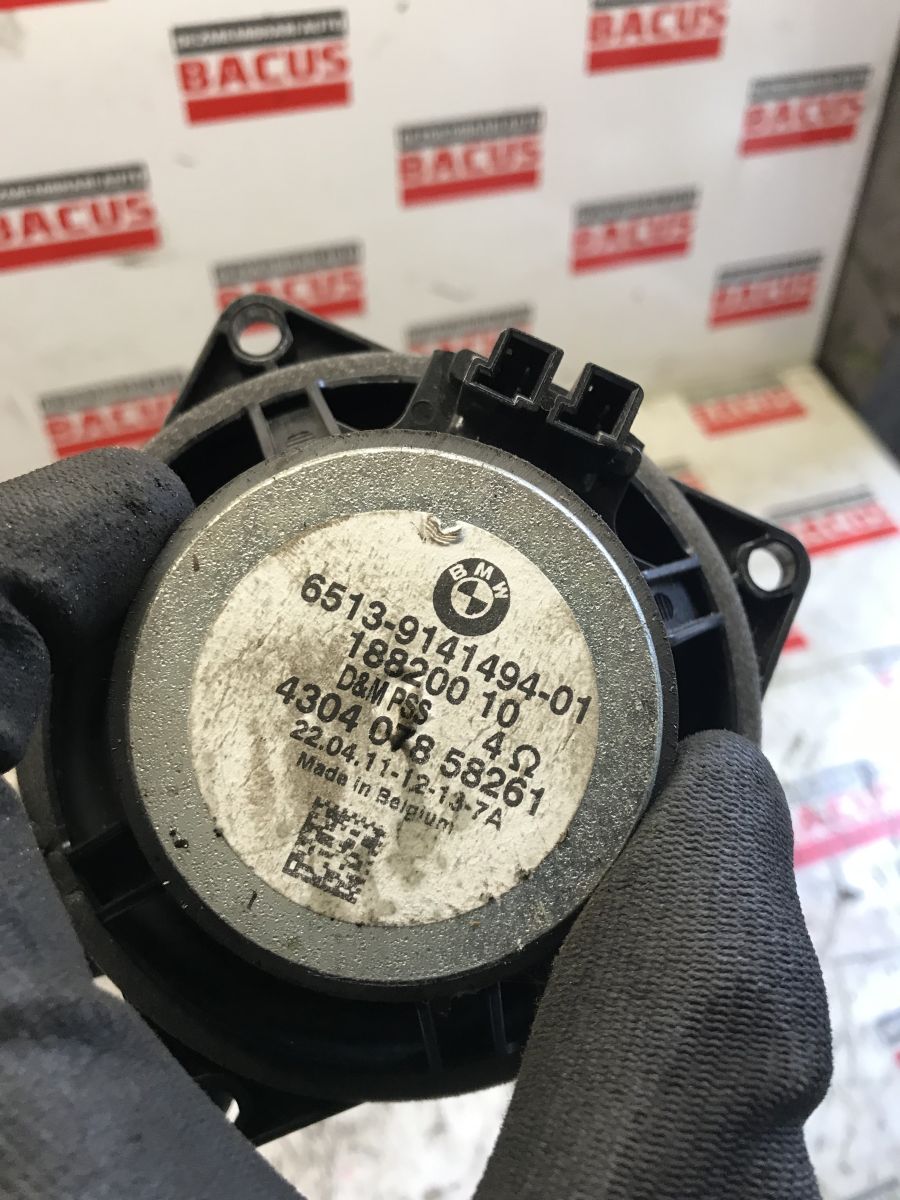 BACUS
BACUS
BACUS
BACUS
BACUS
BACUS
BACUS
BACUS
BACUS
BMW
6513-9141494-01
188200 10
D&M PSS 4 Ω
4304 078 58261
22.04.11-12-13-7A
Made in Belgium